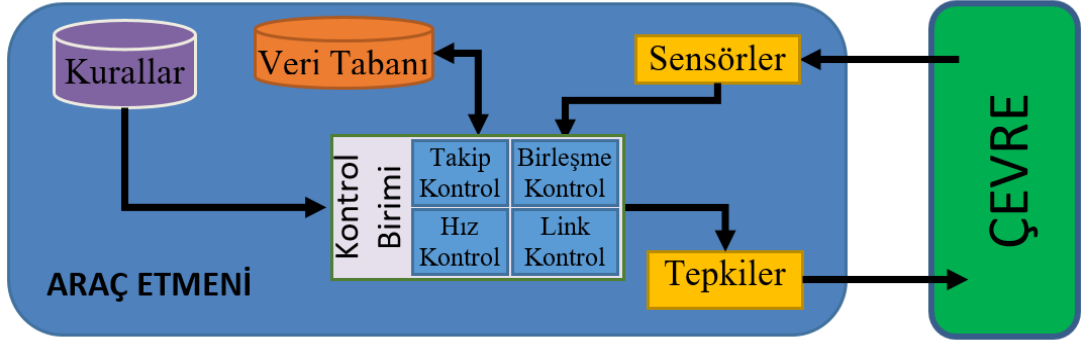 Kurallar
Veri Tabanı
Sensörler
Kontrol
Birimi
Takip
Kontrol
Birleşme
Kontrol
Hız
Kontrol
Link
Kontrol
Tepkiler
ARAÇ ETMENİ
ÇEVRE